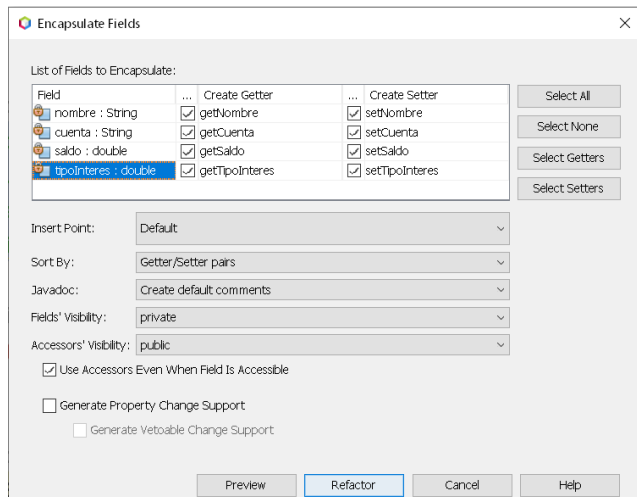 Encapsulate Fields
List of Fields to Encapsulate:
Field ... Create Getter ... Create Setter
nombre : String getNombre setNombre
cuenta : String getCuenta setCuenta
saldo : double getSaldo setSaldo
tipoInteres : double getTipoInteres setTipoInteres
Select All
Select None
Select Getters
Select Setters
Insert Point: Default
Sort By: Getter/Setter pairs
Javadoc: Create default comments
Fields' Visibility: private
Accessors' Visibility: public
Use Accessors Even When Field Is Accessible
Generate Property Change Support
Generate Vetoable Change Support
Preview Refactor Cancel Help